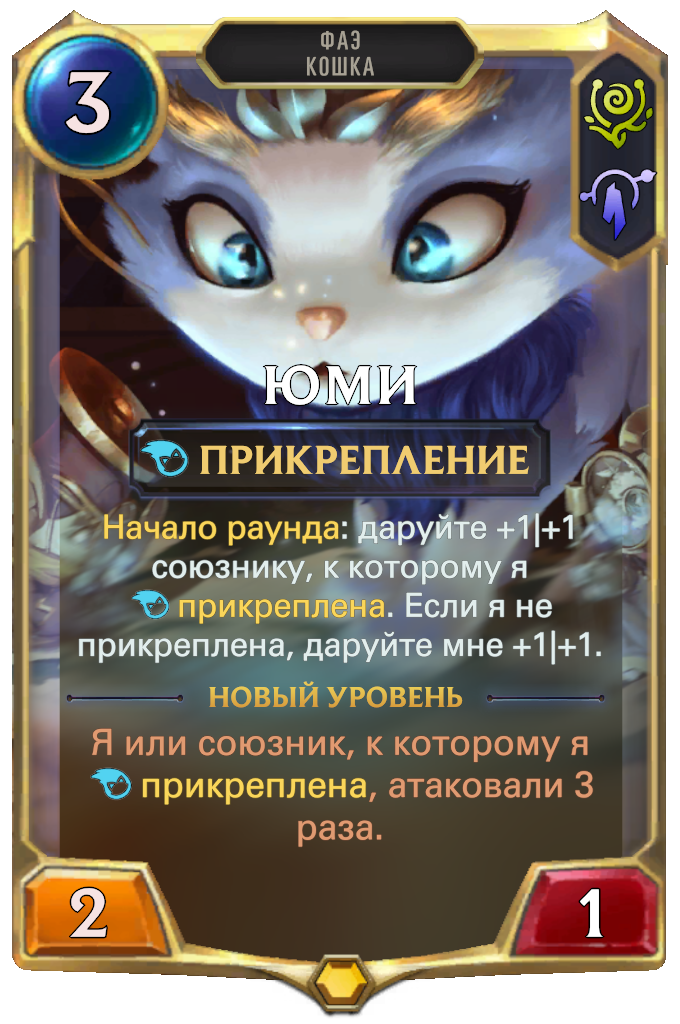 ФАЭ
КОШКА
3
ЮМИ
ПРИКРЕПЛЕНИЕ
Начало раунда: даруйте +1|+1
союзнику, к которому я
прикреплена. Если я не
прикреплена, даруйте мне +1|+1.
НОВЫЙ УРОВЕНЬ
Я или союзник, к которому я
прикреплена, атаковали 3
раза.
2
1